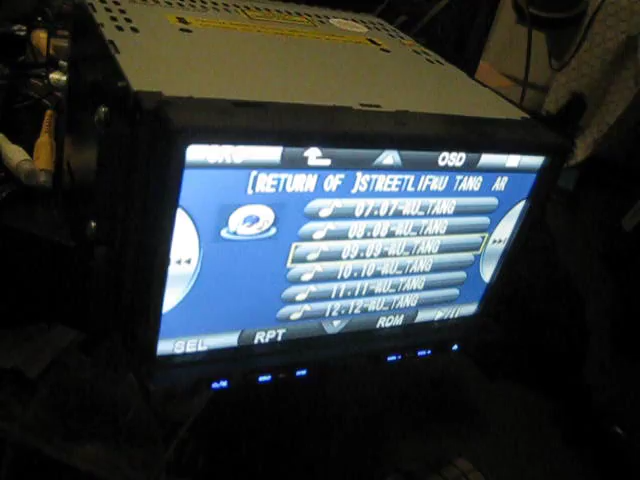 SRC OSD
[RETURN OF ]STREETLIFWU TANG AR
07.07-WU_TANG
08.08-WU_TANG
09.09-WU_TANG
10.10-WU_TANG
11.11-WU_TANG
12.12-WU_TANG
SEL RPT RDM